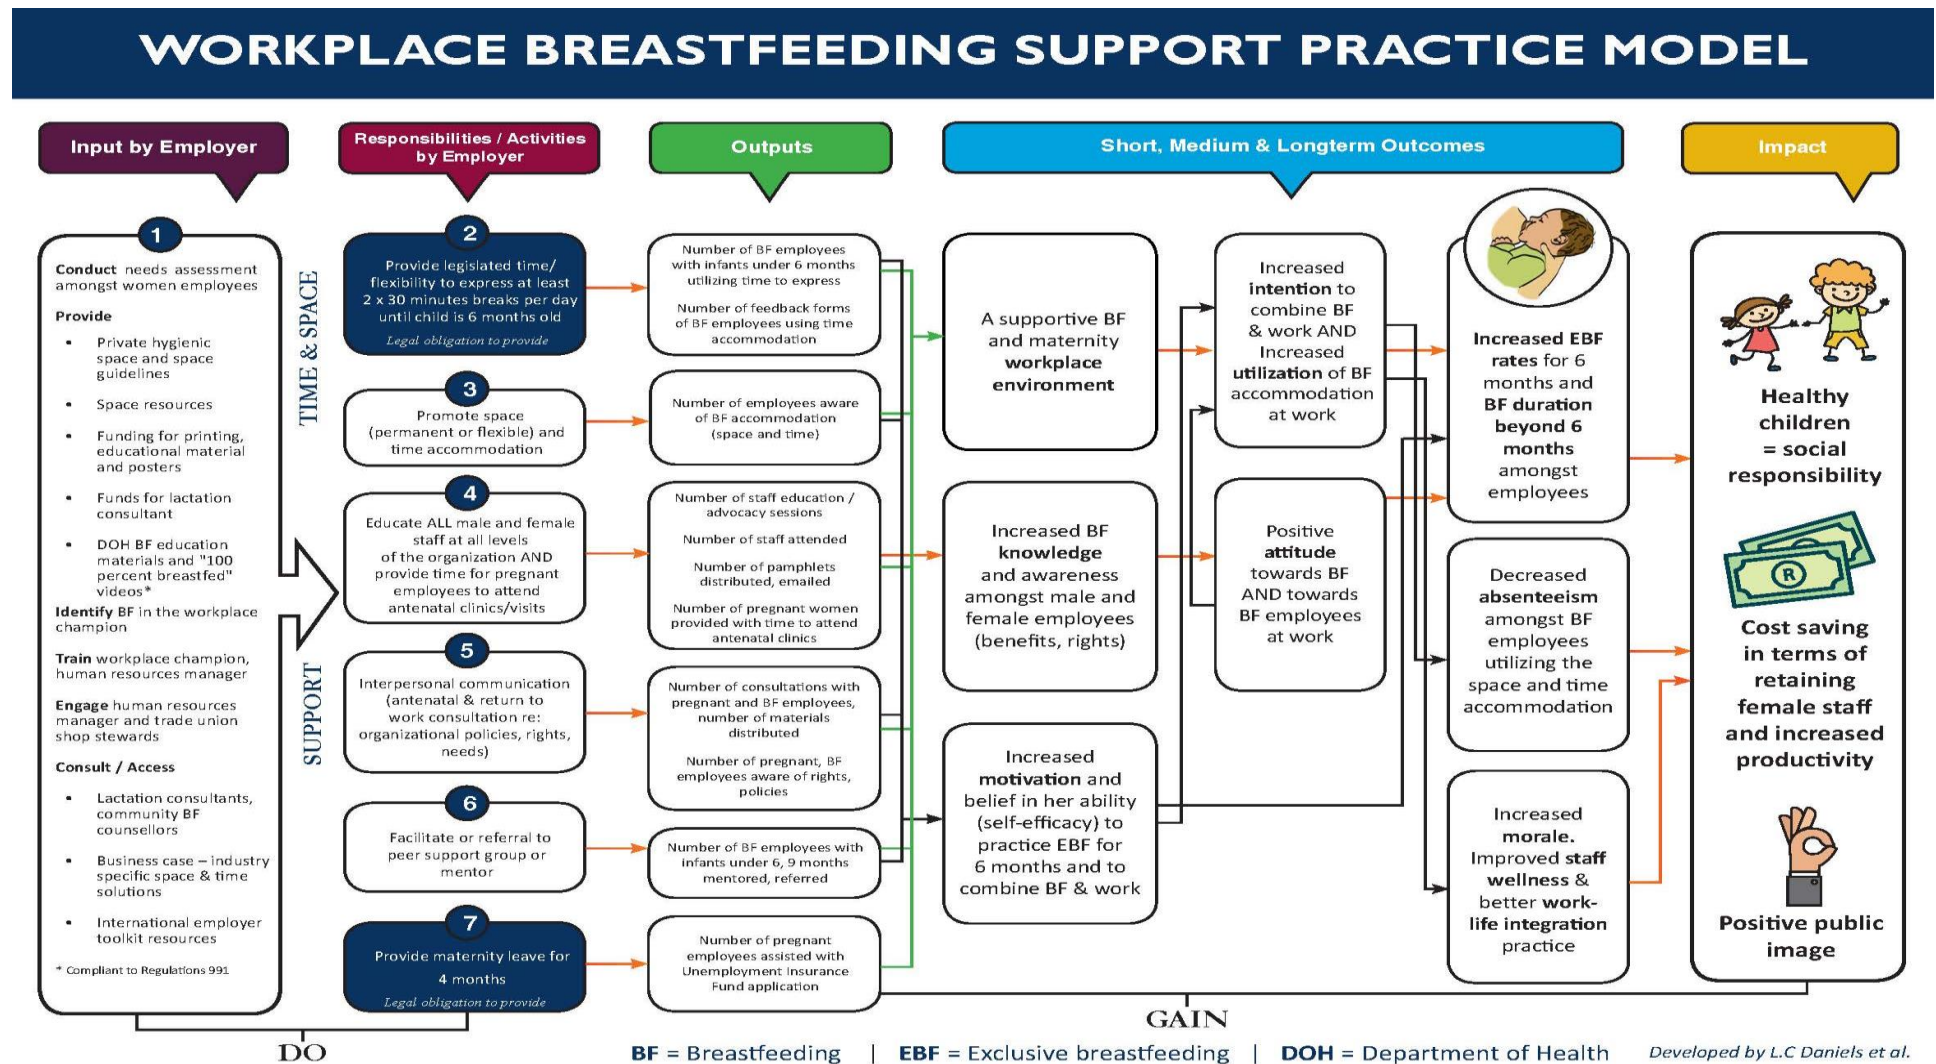 WORKPLACE BREASTFEEDING SUPPORT PRACTICE MODEL
Input by Employer
1
Conduct needs assessment
amongst women employees
Provide
• Private hygienic
space and space
guidelines
• Space resources
• Funding for printing,
educational material
and posters
• Funds for lactation
consultant
• DOH BF education
materials and "100
percent breastfed"
videos*
Identify BF in the workplace
champion
Train workplace champion,
human resources manager
Engage human resources
manager and trade union
shop stewards
Consult / Access
• Lactation consultants,
community BF
counsellors
• Business case – industry
specific space & time
solutions
• International employer
toolkit resources
* Compliant to Regulations 991
TIME & SPACE
SUPPORT
Responsibilities / Activities
by Employer
2
Provide legislated time/
flexibility to express at least
2 x 30 minutes breaks per day
until child is 6 months old
Legal obligation to provide
3
Promote space
(permanent or flexible) and
time accommodation
4
Educate ALL male and female
staff at all levels
of the organization AND
provide time for pregnant
employees to attend
antenatal clinics/visits
5
Interpersonal communication
(antenatal & return to
work consultation re:
organizational policies, rights,
needs)
6
Facilitate or referral to
peer support group or
mentor
7
Provide maternity leave for
4 months
Legal obligation to provide
Outputs
Number of BF employees
with infants under 6 months
utilizing time to express
Number of feedback forms
of BF employees using time
accommodation
Number of employees aware
of BF accommodation
(space and time)
Number of staff education /
advocacy sessions
Number of staff attended
Number of pamphlets
distributed, emailed
Number of pregnant women
provided with time to attend
antenatal clinics
Number of consultations with
pregnant and BF employees,
number of materials
distributed
Number of pregnant, BF
employees aware of rights,
policies
Number of BF employees with
infants under 6, 9 months
mentored, referred
Number of pregnant
employees assisted with
Unemployment Insurance
Fund application
Short, Medium & Longterm Outcomes
A supportive BF
and maternity
workplace
environment
Increased BF
knowledge
and awareness
amongst male and
female employees
(benefits, rights)
Increased
motivation and
belief in her ability
(self-efficacy) to
practice EBF for
6 months and to
combine BF & work
Increased
intention to
combine BF
& work AND
Increased
utilization of BF
accommodation
at work
Positive
attitude
towards BF
AND towards
BF employees
at work
Increased EBF
rates for 6
months and
BF duration
beyond 6
months
amongst
employees
Decreased
absenteeism
amongst BF
employees
utilizing the
space and time
accommodation
Increased
morale.
Improved staff
wellness &
better work-
life integration
practice
Impact
Healthy
children
= social
responsibility
R
Cost saving
in terms of
retaining
female staff
and increased
productivity
Positive public
image
DO
GAIN
BF = Breastfeeding | EBF = Exclusive breastfeeding | DOH = Department of Health
Developed by L.C Daniels et al.